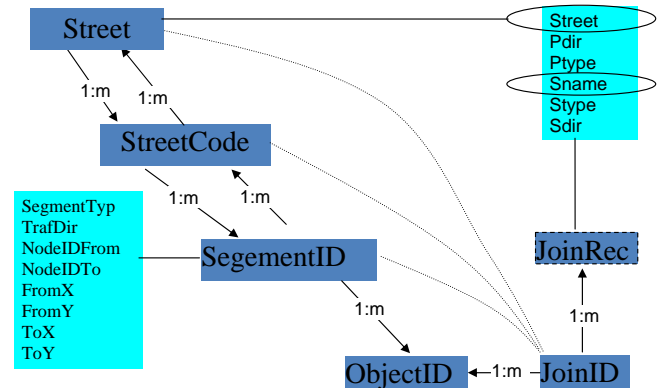 Street
1:m
1:m
StreetCode
1:m
1:m
SegementID
1:m
ObjectID
1:m
JoinID
1:m
JoinRec
Street
Pdir
Ptype
Sname
Stype
Sdir
SegmentTyp
TrafDir
NodeIDFrom
NodeIDTo
FromX
FromY
ToX
ToY